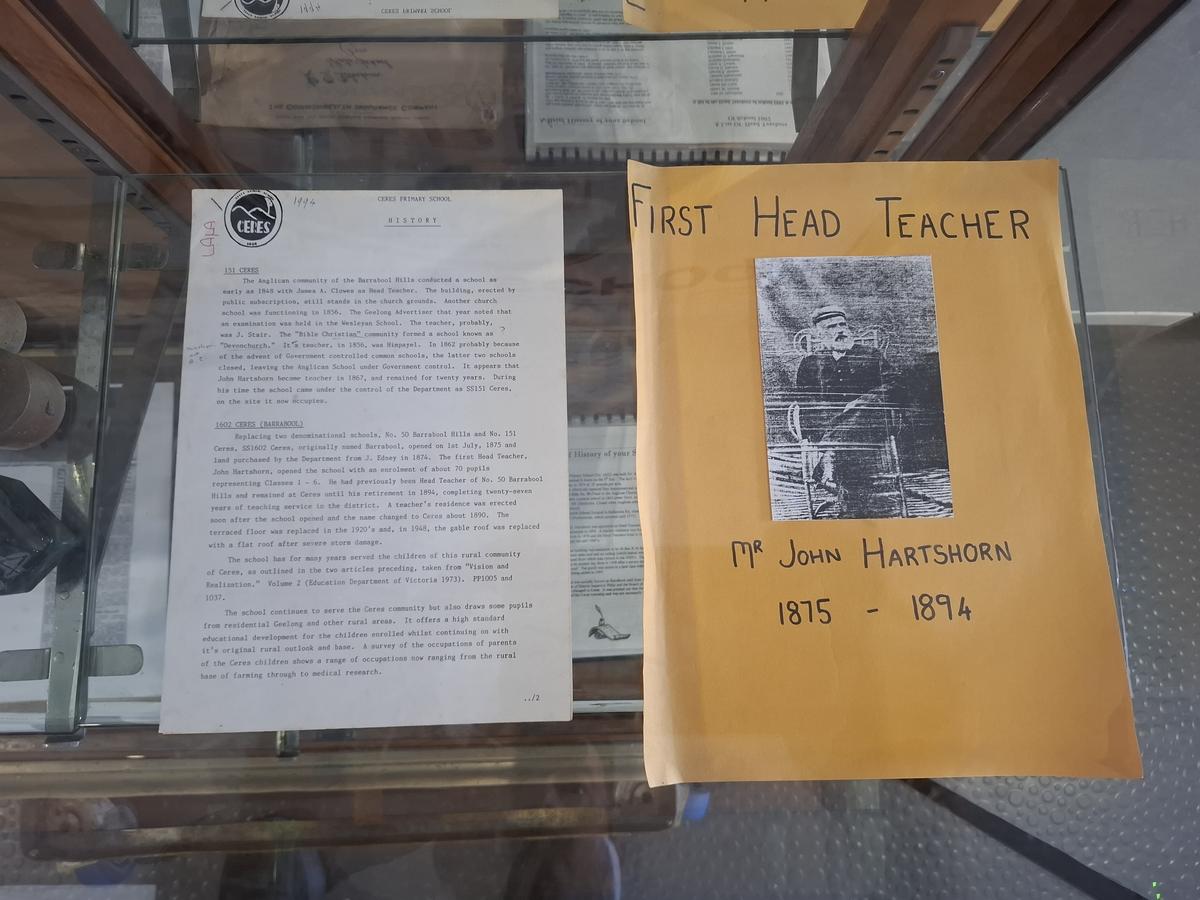 CERES PRIMARY SCHOOL
1994
THE COMMONWEALTH INSURANCE COMPANY
1994
CERES PRIMARY SCHOOL
HISTORY
CERES
151 CERES
The Anglican community of the Barrabool Hills conducted a school as
early as 1848 with James A. Clowes as Head Teacher. The building, erected by
public subscription, still stands in the church grounds. Another church
school was functioning in 1856. The Geelong Advertiser that year noted that
an examination was held in the Wesleyan School. The teacher, probably,
was J. Stair. The "Bible Christian" community formed a school known as ?
"Devonchurch." It's teacher, in 1856, was Himpayel. In 1862 probably because
of the advent of Government controlled common schools, the latter two schools
closed, leaving the Anglican School under Government control. It appears that
John Hartshorn become teacher in 1867, and remained for twenty years. During
his time the school came under the control of the Department as SS151 Ceres,
on the site it now occupies.
1602 CERES (BARRABOOL)
Replacing two denominational schools, No. 50 Barrabool Hills and No. 151
Ceres, SS1602 Ceres, originally named Barrabool, opened on 1st July, 1875 and
land purchased by the Department from J. Edney in 1874. The first Head Teacher,
John Hartshorn, opened the school with an enrolment of about 70 pupils
representing Classes 1 - 6. He had previously been Head Teacher of No. 50 Barrabool
Hills and remained at Ceres until his retirement in 1894, completing twenty-seven
years of teaching service in the district. A teacher's residence was erected
soon after the school opened and the name changed to Ceres about 1890. The
terraced floor was replaced in the 1920's and, in 1948, the gable roof was replaced
with a flat roof after severe storm damage.
The school has for many years served the children of this rural community
of Ceres, as outlined in the two articles preceding, taken from "Vision and
Realization." Volume 2 (Education Department of Victoria 1973). PP1005 and
1037.
The school continues to serve the Ceres community but also draws some pupils
from residential Geelong and other rural areas. It offers a high standard
educational development for the children enrolled whilst continuing on with
it's original rural outlook and base. A survey of the occupations of parents
of the Ceres children shows a range of occupations now ranging from the rural
base of farming through to medical research.
../2
History of your
FIRST HEAD TEACHER
MR JOHN HARTSHORN
1875 - 1894